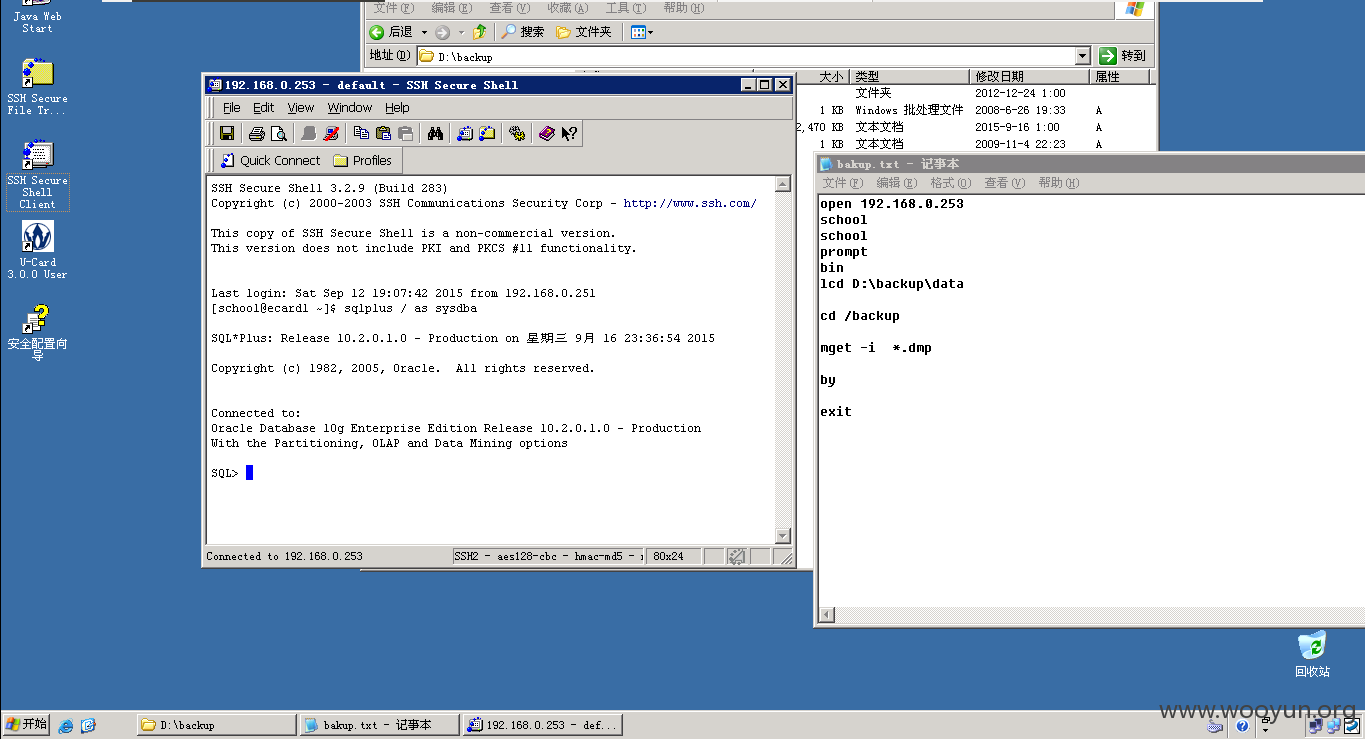 Java Web
Start
SSH Secure
File Tr...
SSH Secure
Shell
Client
U-Card
3.0.0 User
安全配置向
导
文件(F) 编辑(E) 查看(V) 收藏(A) 工具(T) 帮助(H)
后退 搜索 文件夹
地址(D) D:\backup 转到
大小 类型 修改日期 属性
文件夹 2012-12-24 1:00
1 KB Windows 批处理文件 2008-6-26 19:33 A
2,470 KB 文本文档 2015-9-16 1:00 A
1 KB 文本文档 2009-11-4 22:23 A
192.168.0.253 - default - SSH Secure Shell
File Edit View Window Help
Quick Connect Profiles
SSH Secure Shell 3.2.9 (Build 283)
Copyright (c) 2000-2003 SSH Communications Security Corp - http://www.ssh.com/
This copy of SSH Secure Shell is a non-commercial version.
This version does not include PKI and PKCS #11 functionality.
Last login: Sat Sep 12 19:07:42 2015 from 192.168.0.251
[school@ecard1 ~]$ sqlplus / as sysdba
SQL*Plus: Release 10.2.0.1.0 - Production on 星期三 9月 16 23:36:54 2015
Copyright (c) 1982, 2005, Oracle.  All rights reserved.
Connected to:
Oracle Database 10g Enterprise Edition Release 10.2.0.1.0 - Production
With the Partitioning, OLAP and Data Mining options
SQL>
Connected to 192.168.0.253 SSH2 - aes128-cbc - hmac-md5 - 80x24
bakup.txt - 记事本
文件(F) 编辑(E) 格式(O) 查看(V) 帮助(H)
open 192.168.0.253
school
school
prompt
bin
lcd D:\backup\data
cd /backup
mget -i  *.dmp
by
exit
回收站
开始 D:\backup bakup.txt - 记事本 192.168.0.253 - def...
www.wooyun.org